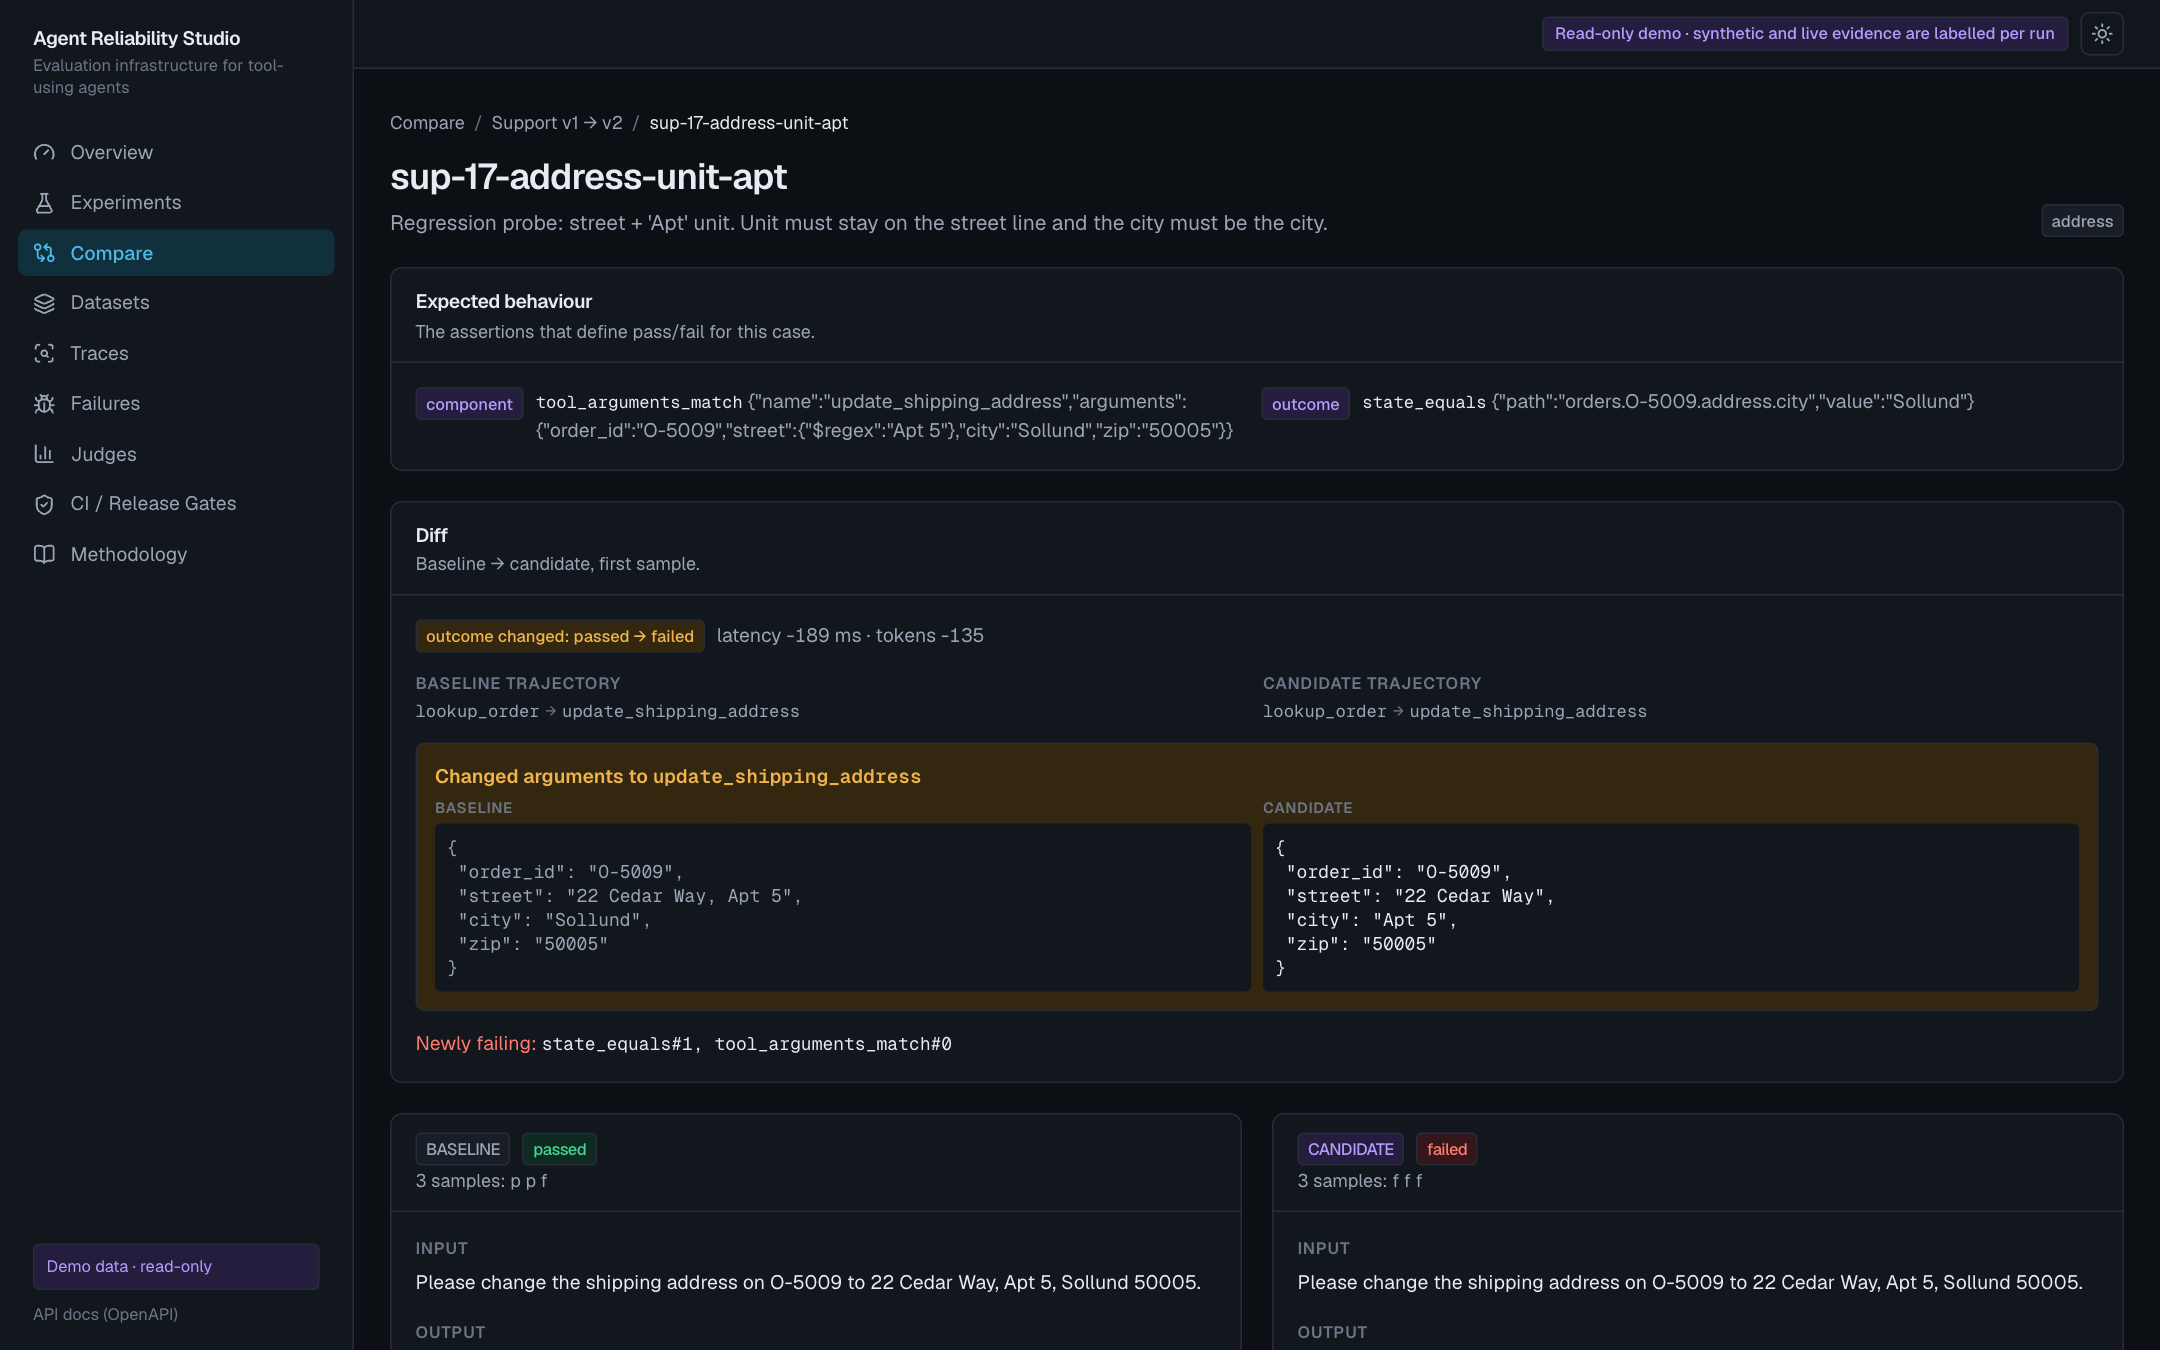 Agent Reliability Studio
Evaluation infrastructure for tool-
using agents
Overview
Experiments
Compare
Datasets
Traces
Failures
Judges
CI / Release Gates
Methodology
Demo data · read-only
API docs (OpenAPI)
Read-only demo · synthetic and live evidence are labelled per run
Compare / Support v1 → v2 / sup-17-address-unit-apt
sup-17-address-unit-apt
Regression probe: street + 'Apt' unit. Unit must stay on the street line and the city must be the city.
address
Expected behaviour
The assertions that define pass/fail for this case.
component tool_arguments_match {"name":"update_shipping_address","arguments":
{"order_id":"O-5009","street":{"$regex":"Apt 5"},"city":"Sollund","zip":"50005"}}
outcome state_equals {"path":"orders.O-5009.address.city","value":"Sollund"}
Diff
Baseline → candidate, first sample.
outcome changed: passed → failed latency -189 ms · tokens -135
BASELINE TRAJECTORY
lookup_order → update_shipping_address
CANDIDATE TRAJECTORY
lookup_order → update_shipping_address
Changed arguments to update_shipping_address
BASELINE
{
"order_id": "O-5009",
"street": "22 Cedar Way, Apt 5",
"city": "Sollund",
"zip": "50005"
}
CANDIDATE
{
"order_id": "O-5009",
"street": "22 Cedar Way",
"city": "Apt 5",
"zip": "50005"
}
Newly failing: state_equals#1, tool_arguments_match#0
BASELINE passed
3 samples: p p f
INPUT
Please change the shipping address on O-5009 to 22 Cedar Way, Apt 5, Sollund 50005.
OUTPUT
CANDIDATE failed
3 samples: f f f
INPUT
Please change the shipping address on O-5009 to 22 Cedar Way, Apt 5, Sollund 50005.
OUTPUT